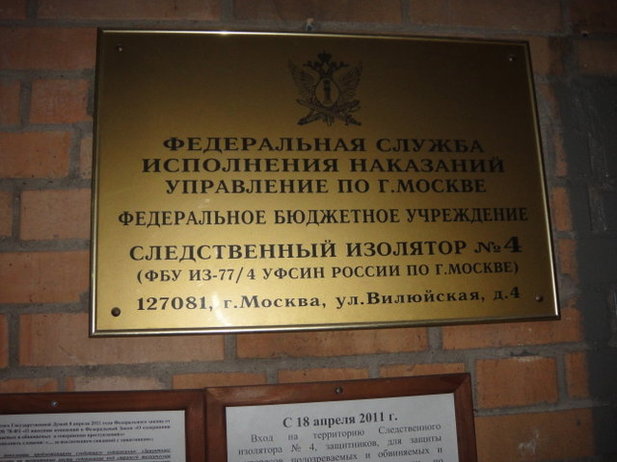 ФЕДЕРАЛЬНАЯ СЛУЖБА
ИСПОЛНЕНИЯ НАКАЗАНИЙ
УПРАВЛЕНИЕ ПО Г.МОСКВЕ
ФЕДЕРАЛЬНОЕ БЮДЖЕТНОЕ УЧРЕЖДЕНИЕ
СЛЕДСТВЕННЫЙ ИЗОЛЯТОР №4
(ФБУ ИЗ-77/4 УФСИН РОССИИ ПО Г.МОСКВЕ)
127081, г.Москва, ул.Вилюйская, д.4
С 18 апреля 2011 г.
Вход на территорию Следственного
изолятора № 4, защитников, для защиты
подозреваемых и обвиняемых и